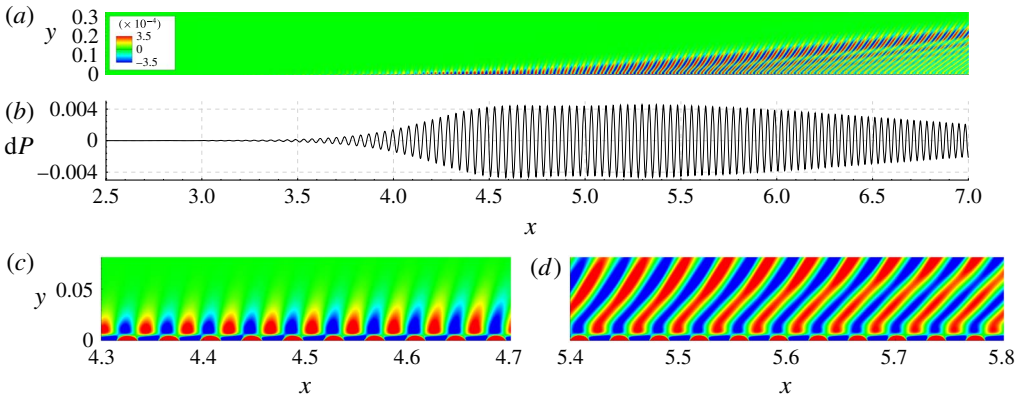 (a)
y
0.3
0.2
0.1
0
(× 10⁻⁴)
3.5
0
−3.5
(b)
dP
0.004
0
−0.004
2.5 3.0 3.5 4.0 4.5 5.0 5.5 6.0 6.5 7.0
x
(c)
y
0.05
0
4.3 4.4 4.5 4.6 4.7
x
(d)
5.4 5.5 5.6 5.7 5.8
x